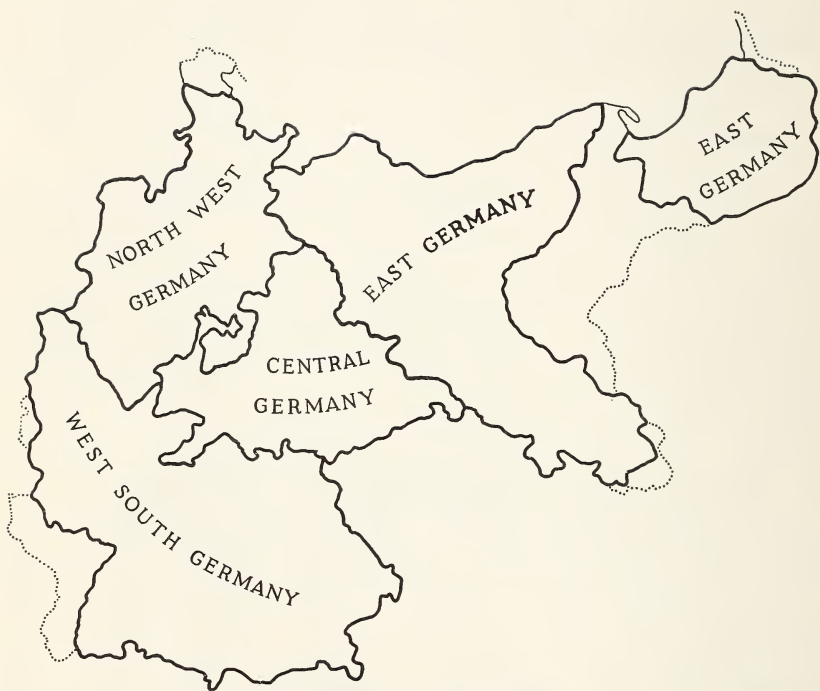 EAST
GERMANY
NORTH WEST
GERMANY
EAST GERMANY
CENTRAL
GERMANY
WEST SOUTH GERMANY